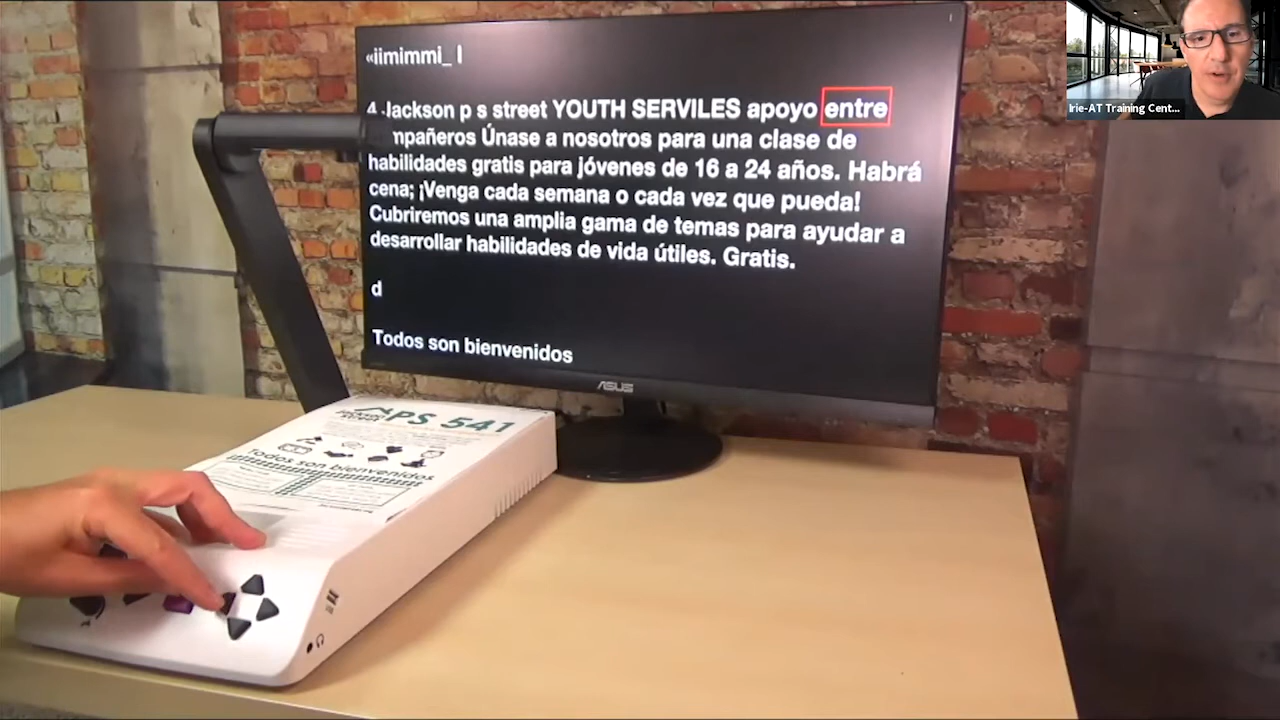 «iimimmi_ l
4 Jackson p s street YOUTH SERVILES apoyo entre
mpañeros Únase a nosotros para una clase de
habilidades gratis para jóvenes de 16 a 24 años. Habrá
cena; ¡Venga cada semana o cada vez que pueda!
Cubriremos una amplia gama de temas para ayudar a
desarrollar habilidades de vida útiles. Gratis.
d
Todos son bienvenidos
ASUS
PS 541
Todos son bienvenidos
Irie-AT Training Cent...